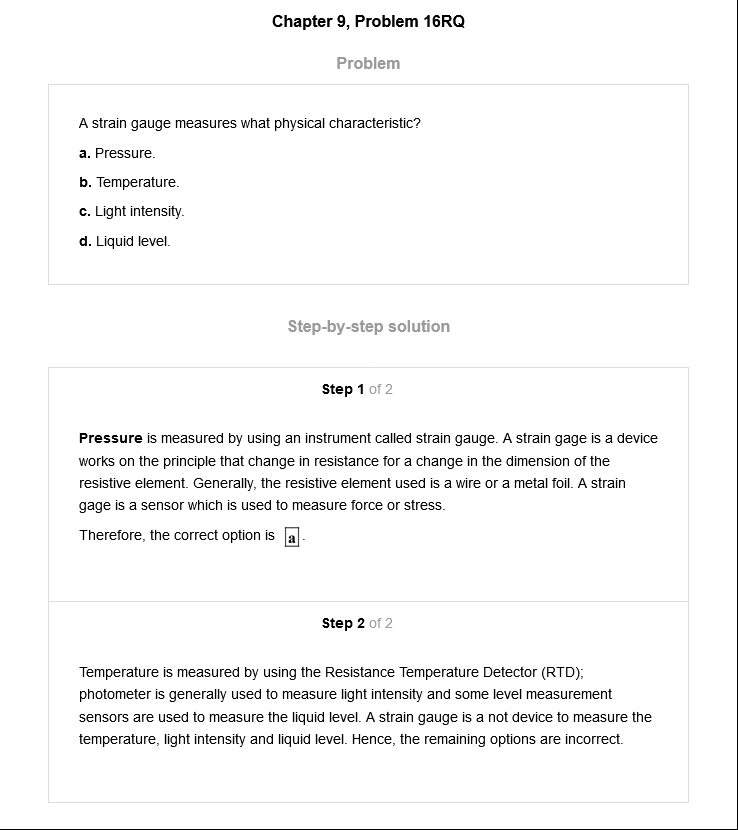 Chapter 9, Problem 16RQ
Problem
A strain gauge measures what physical characteristic?
a. Pressure.
b. Temperature.
c. Light intensity.
d. Liquid level.
Step-by-step solution
Step 1 of 2
Pressure is measured by using an instrument called strain gauge. A strain gage is a device
works on the principle that change in resistance for a change in the dimension of the
resistive element. Generally, the resistive element used is a wire or a metal foil. A strain
gage is a sensor which is used to measure force or stress.
Therefore, the correct option is a.
Step 2 of 2
Temperature is measured by using the Resistance Temperature Detector (RTD);
photometer is generally used to measure light intensity and some level measurement
sensors are used to measure the liquid level. A strain gauge is a not device to measure the
temperature, light intensity and liquid level. Hence, the remaining options are incorrect.